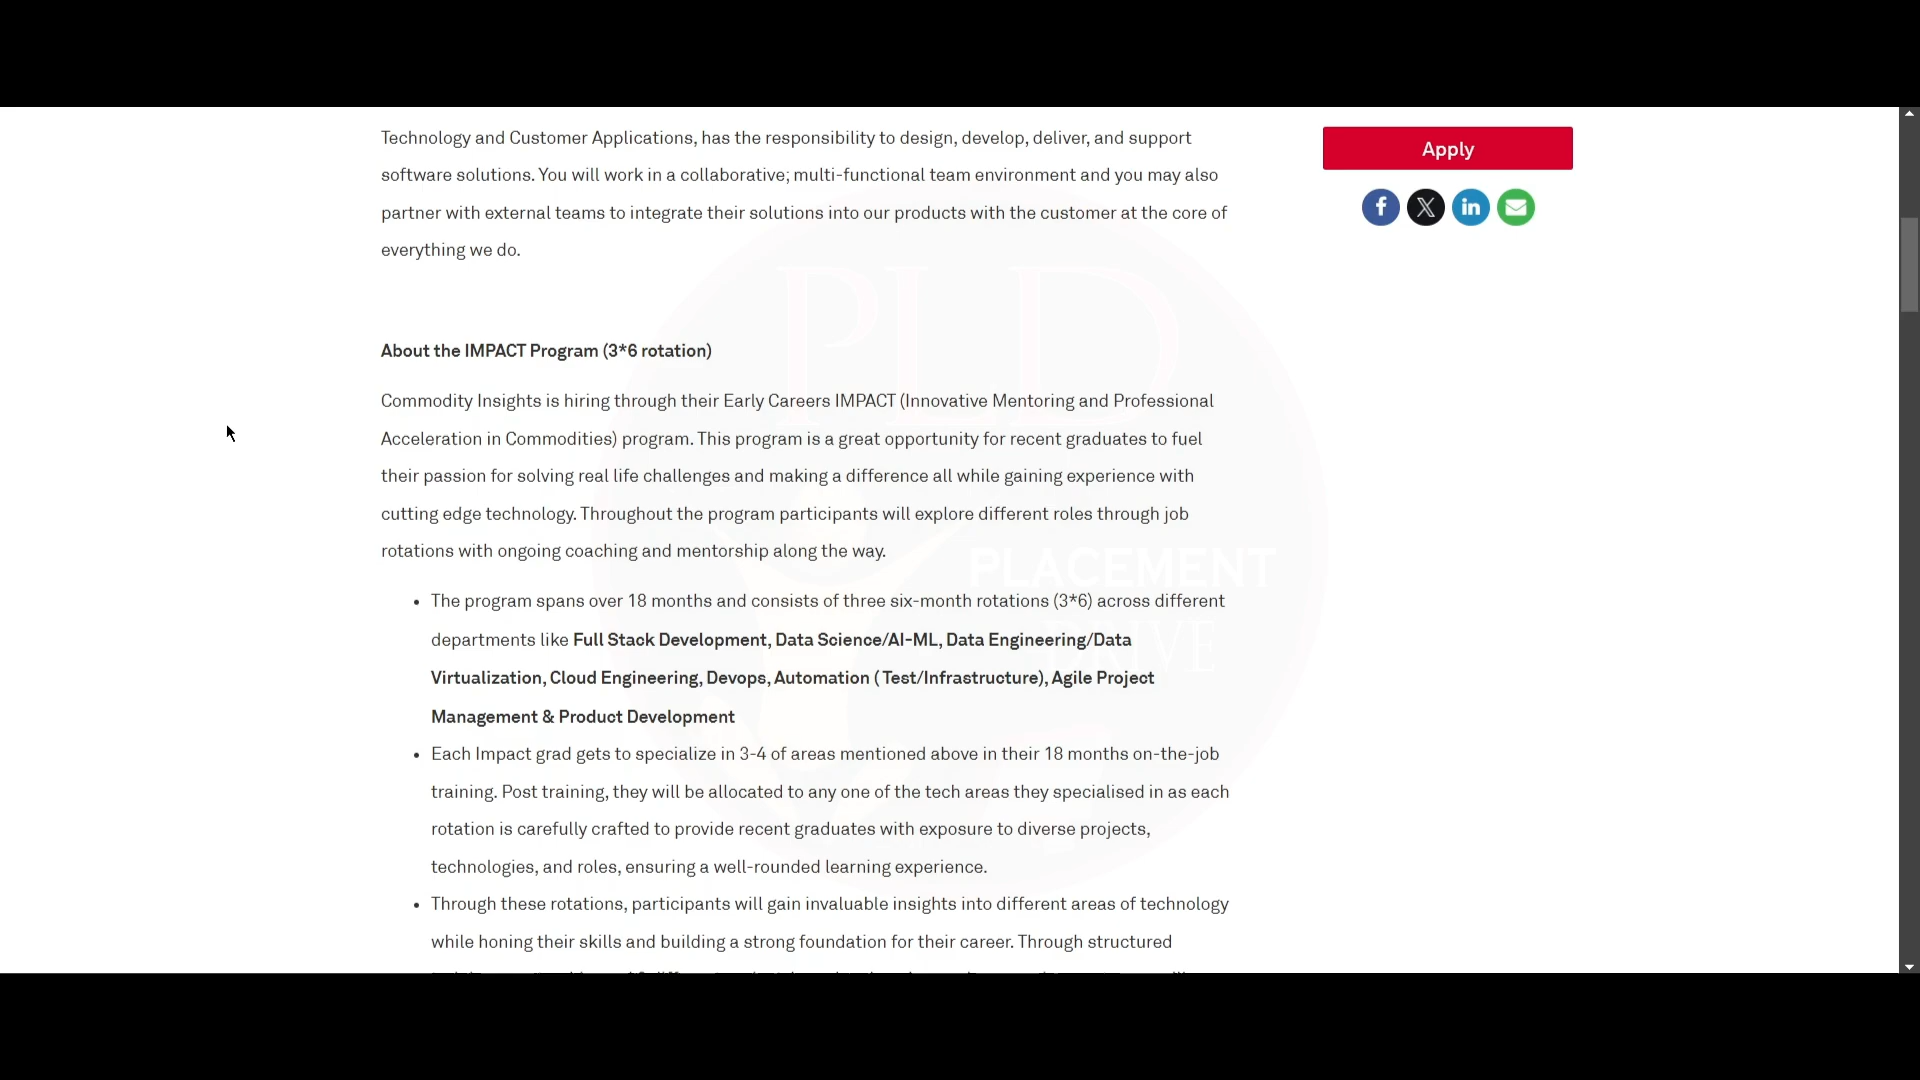 Technology and Customer Applications, has the responsibility to design, develop, deliver, and support
software solutions. You will work in a collaborative; multi-functional team environment and you may also
partner with external teams to integrate their solutions into our products with the customer at the core of
everything we do.
Apply
About the IMPACT Program (3*6 rotation)
Commodity Insights is hiring through their Early Careers IMPACT (Innovative Mentoring and Professional
Acceleration in Commodities) program. This program is a great opportunity for recent graduates to fuel
their passion for solving real life challenges and making a difference all while gaining experience with
cutting edge technology. Throughout the program participants will explore different roles through job
rotations with ongoing coaching and mentorship along the way.
• The program spans over 18 months and consists of three six-month rotations (3*6) across different
departments like Full Stack Development, Data Science/AI-ML, Data Engineering/Data
Virtualization, Cloud Engineering, Devops, Automation ( Test/Infrastructure), Agile Project
Management & Product Development
• Each Impact grad gets to specialize in 3-4 of areas mentioned above in their 18 months on-the-job
training. Post training, they will be allocated to any one of the tech areas they specialised in as each
rotation is carefully crafted to provide recent graduates with exposure to diverse projects,
technologies, and roles, ensuring a well-rounded learning experience.
• Through these rotations, participants will gain invaluable insights into different areas of technology
while honing their skills and building a strong foundation for their career. Through structured
PLD
PLACEMENT
DRIVE